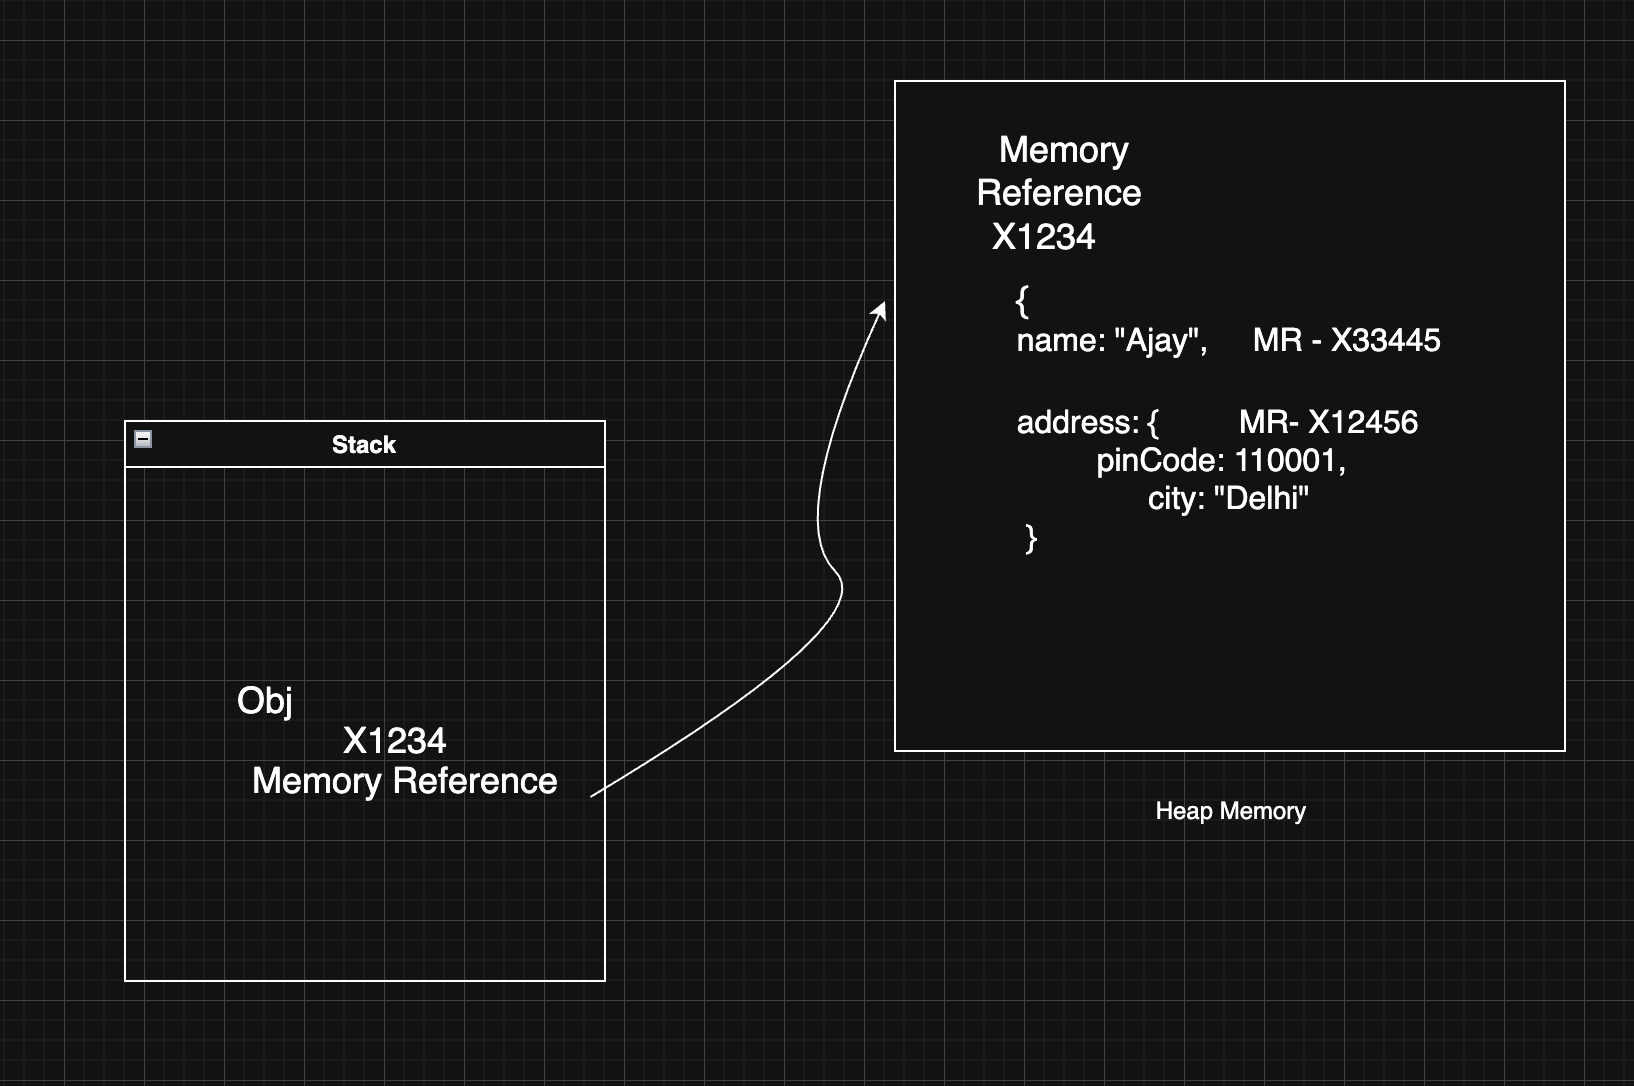 Stack
Obj
X1234
Memory Reference
Memory
Reference
X1234
{
name: "Ajay", MR - X33445
address: { MR- X12456
pinCode: 110001,
city: "Delhi"
}
Heap Memory